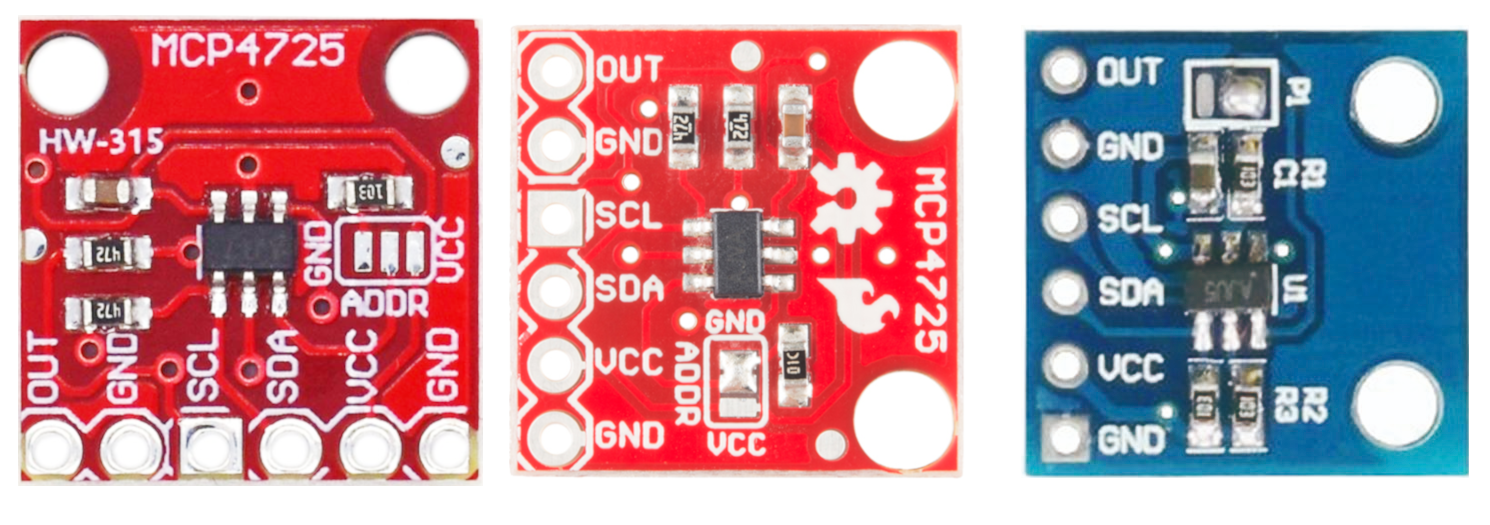 MCP4725
HW-315
103
472
472
GND
VCC
ADDR
OUT
GND
SCL
SDA
VCC
GND
OUT
GND
SCL
SDA
VCC
GND
472
MCP4725
GND
ADDR
VCC
01C
OUT
GND
SCL
SDA
VCC
GND
P1
C1
R1
103
AJU5
U1
103
103
R3
R2